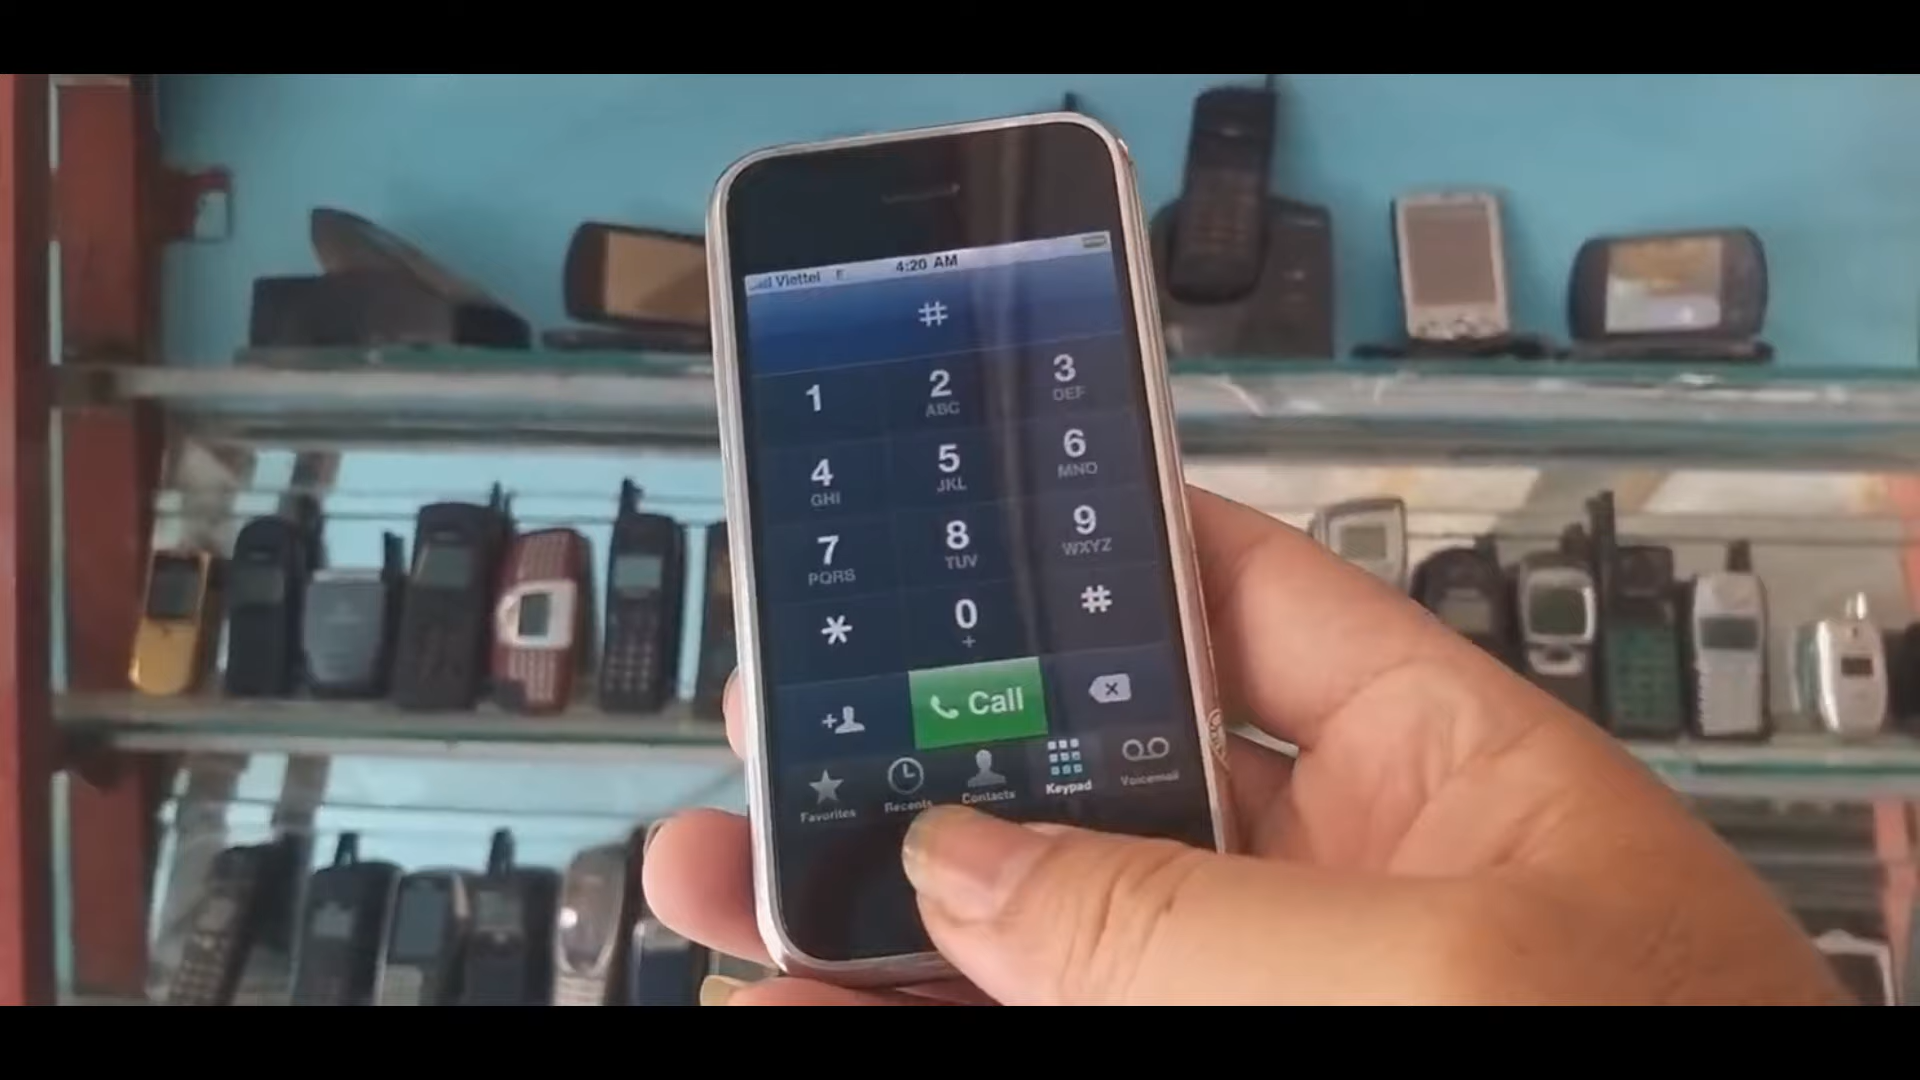 Viettel E 4:20 AM
#
1 2 3
ABC DEF
4 5 6
GHI JKL MNO
7 8 9
PQRS TUV WXYZ
* 0 #
+
+ Call
Favorites Recents Contacts Keypad Voicemail